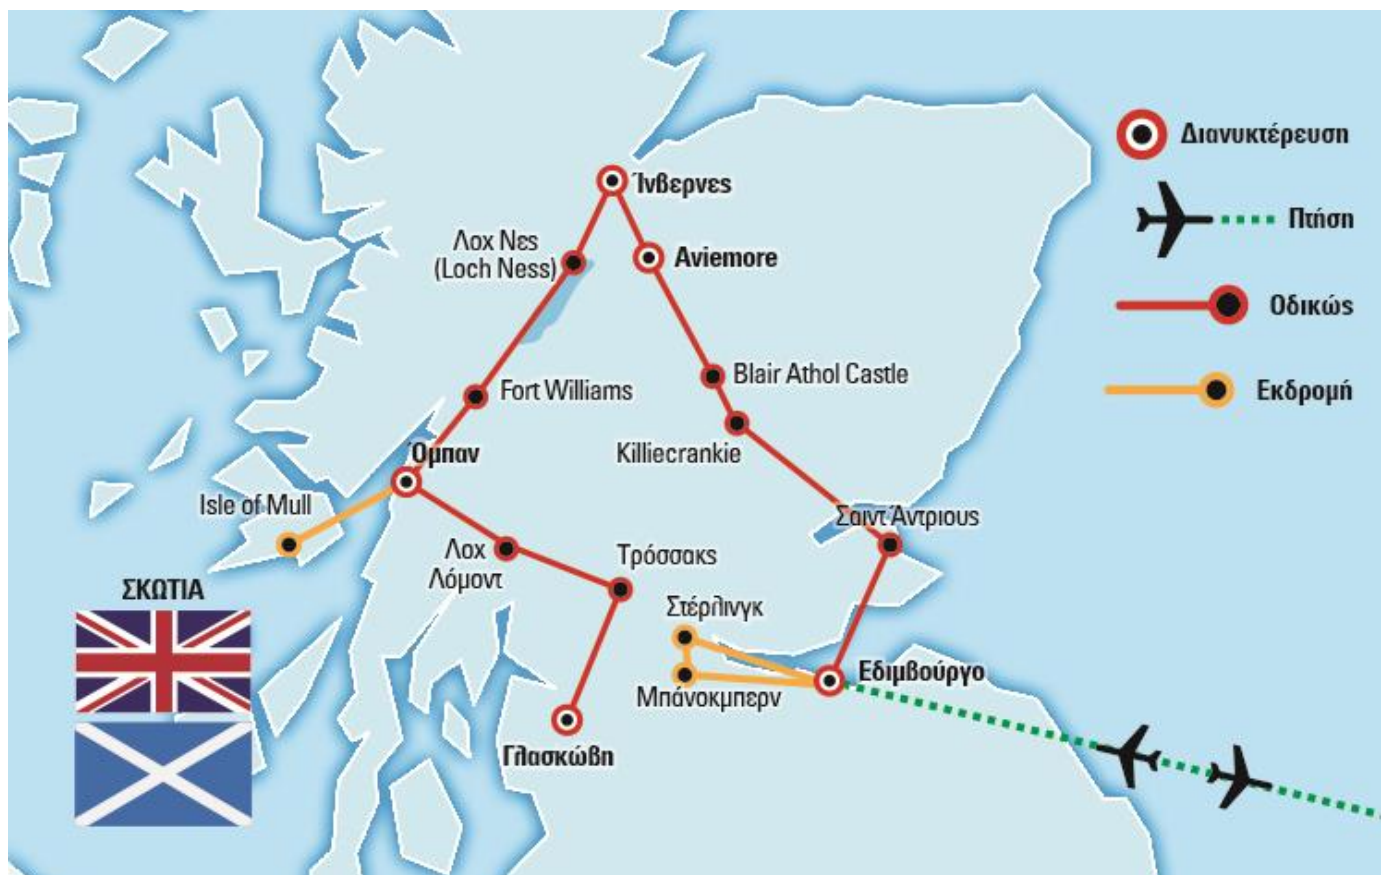 Διανυκτέρευση
Ίνβερνες
Πτήση
Λοχ Νες
(Loch Ness)
Aviemore
Οδικώς
Blair Athol Castle
Fort Williams
Εκδρομή
Όμπαν
Killiecrankie
Isle of Mull
Σαιντ Άντριους
Λοχ
Λόμοντ
Τρόσσακς
ΣΚΩΤΙΑ
Στέρλινγκ
Εδιμβούργο
Μπάνοκμπερν
Γλασκώβη